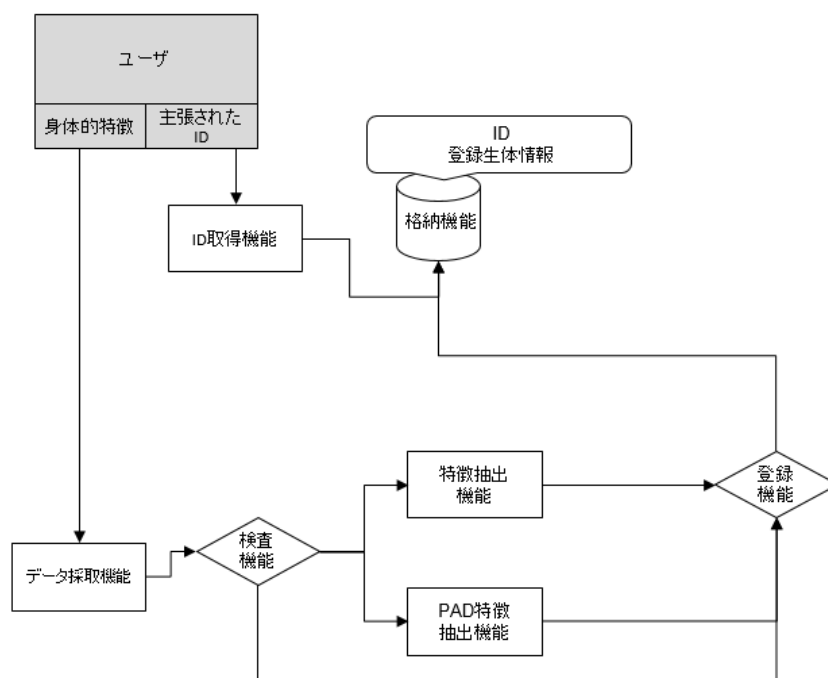 ユーザ
身体的特徴
主張された
ID
ID
登録生体情報
格納機能
ID取得機能
特徴抽出
機能
登録
機能
検査
機能
データ採取機能
PAD特徴
抽出機能